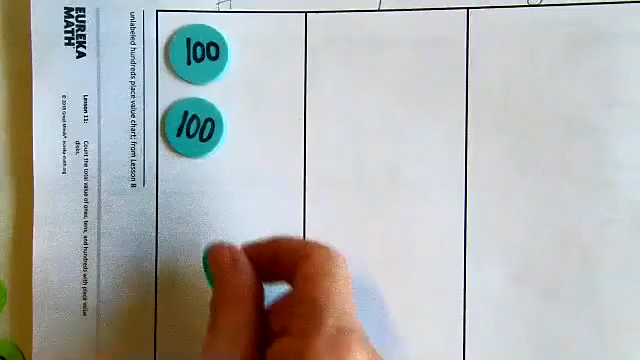 100
100
EUREKA
MATH
Lesson 11:
Count the total value of ones, tens, and hundreds with place value
disks.
unlabeled hundreds place value chart; from Lesson 8